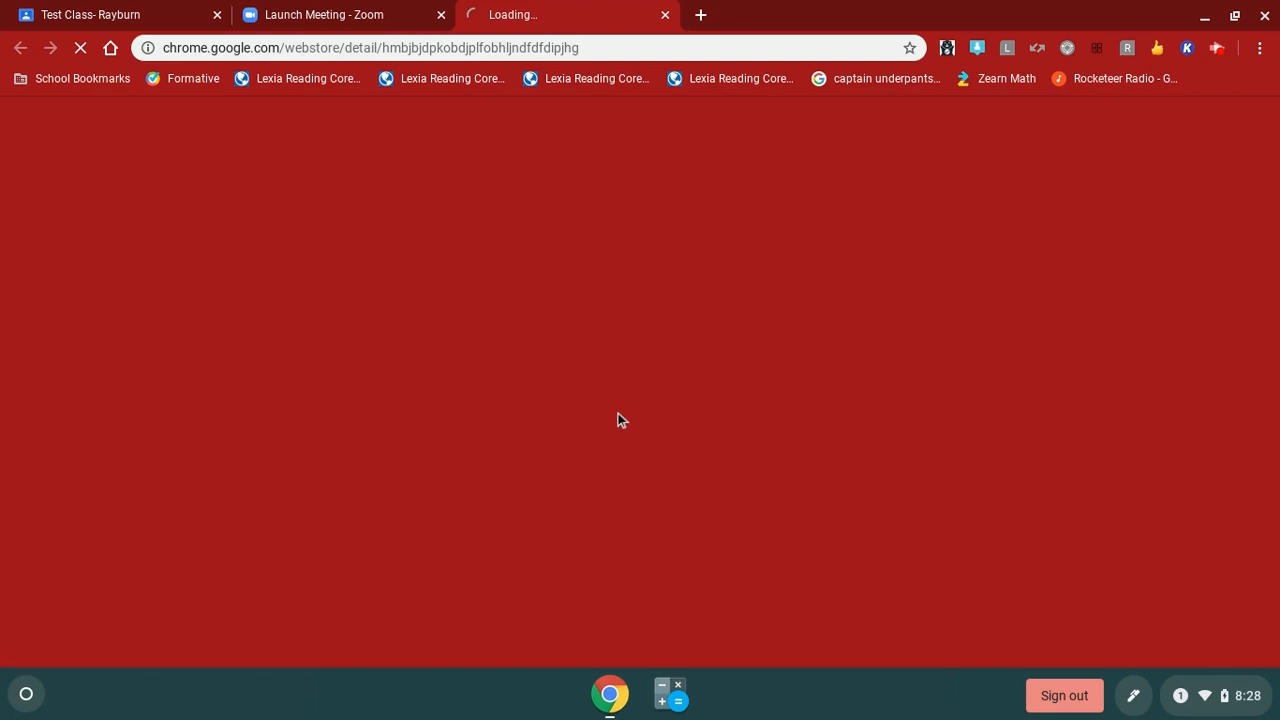 Test Class- Rayburn
Launch Meeting - Zoom
Loading...
chrome.google.com/webstore/detail/hmbjbjdpkobdjplfobhljndfdfdipjhg
L
R
K
School Bookmarks
Formative
Lexia Reading Core...
Lexia Reading Core...
Lexia Reading Core...
Lexia Reading Core...
captain underpants...
Zearn Math
Rocketeer Radio - G...
Sign out
1
8:28